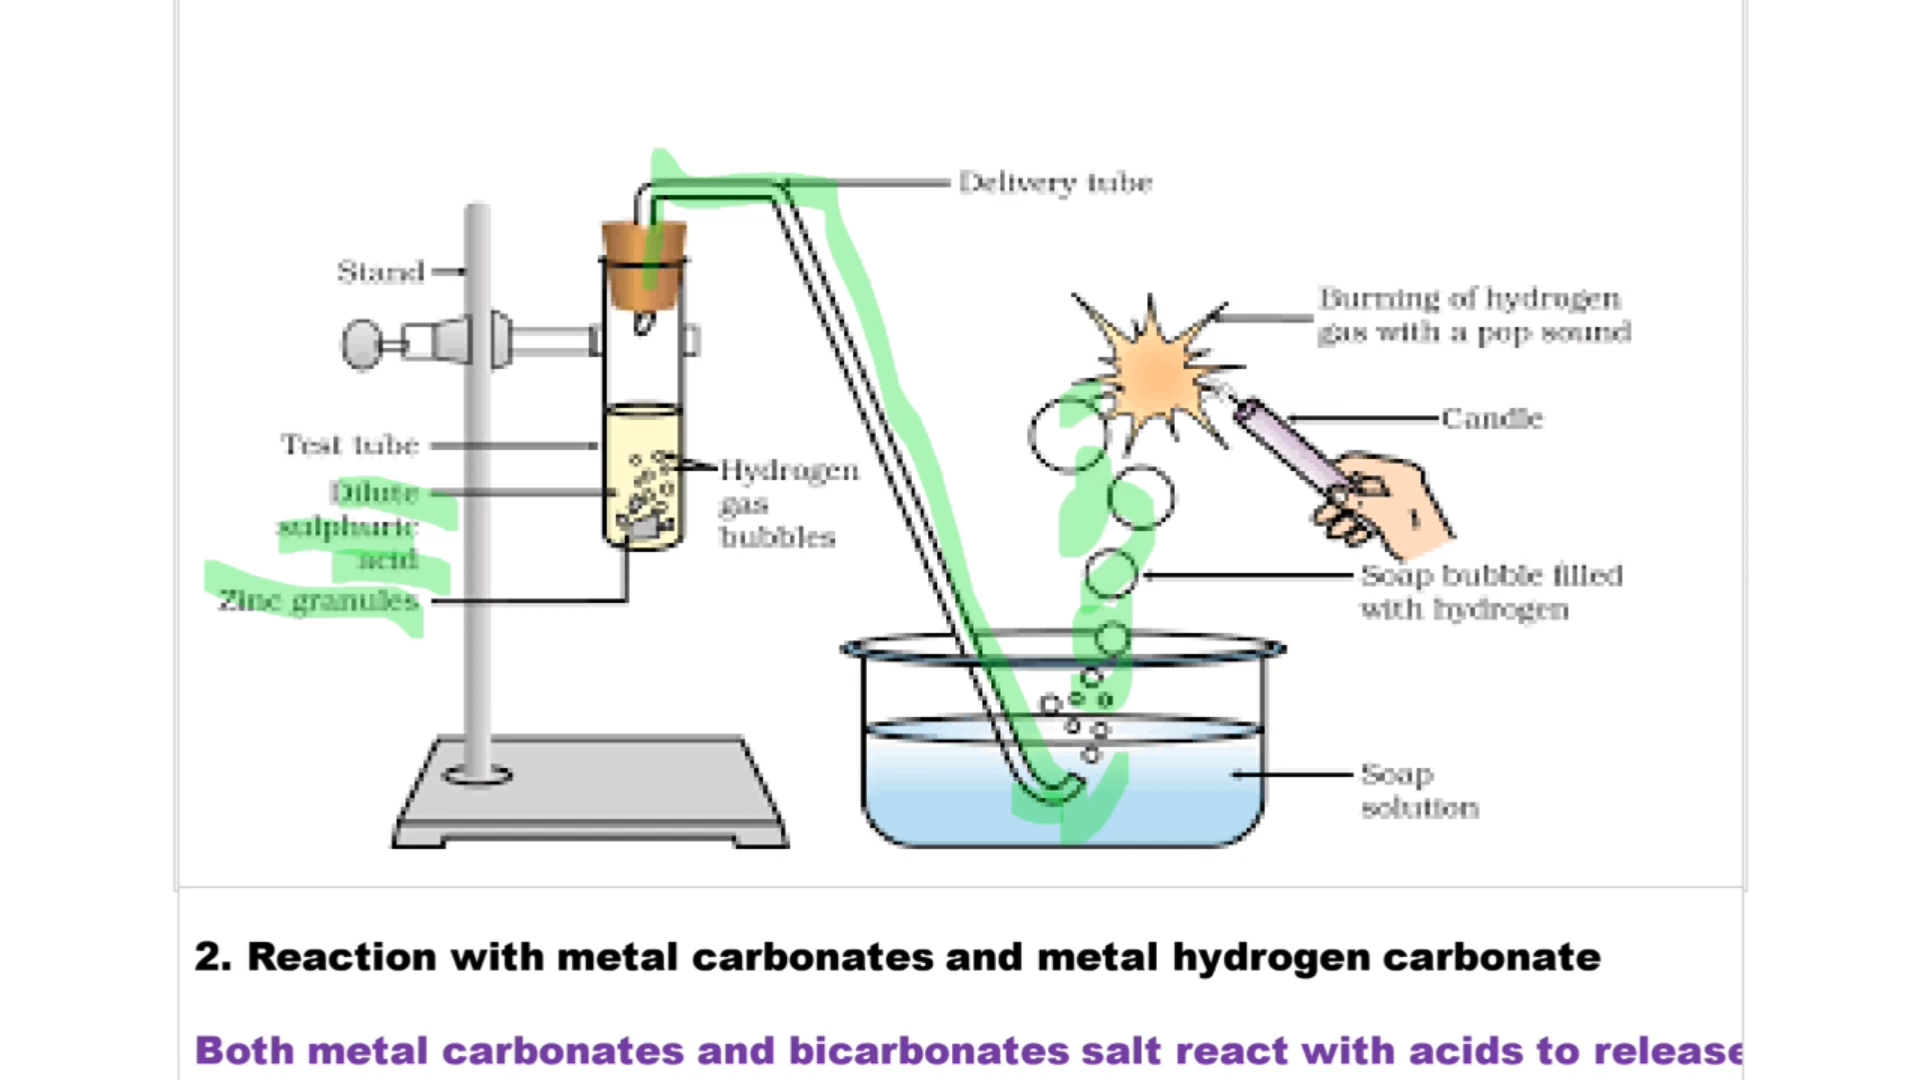 Delivery tube
Stand
Burning of hydrogen
gas with a pop sound
Candle
Test tube
Hydrogen
gas
bubbles
Dilute
sulphuric
acid
Zinc granules
Soap bubble filled
with hydrogen
Soap
solution
2. Reaction with metal carbonates and metal hydrogen carbonate
Both metal carbonates and bicarbonates salt react with acids to release